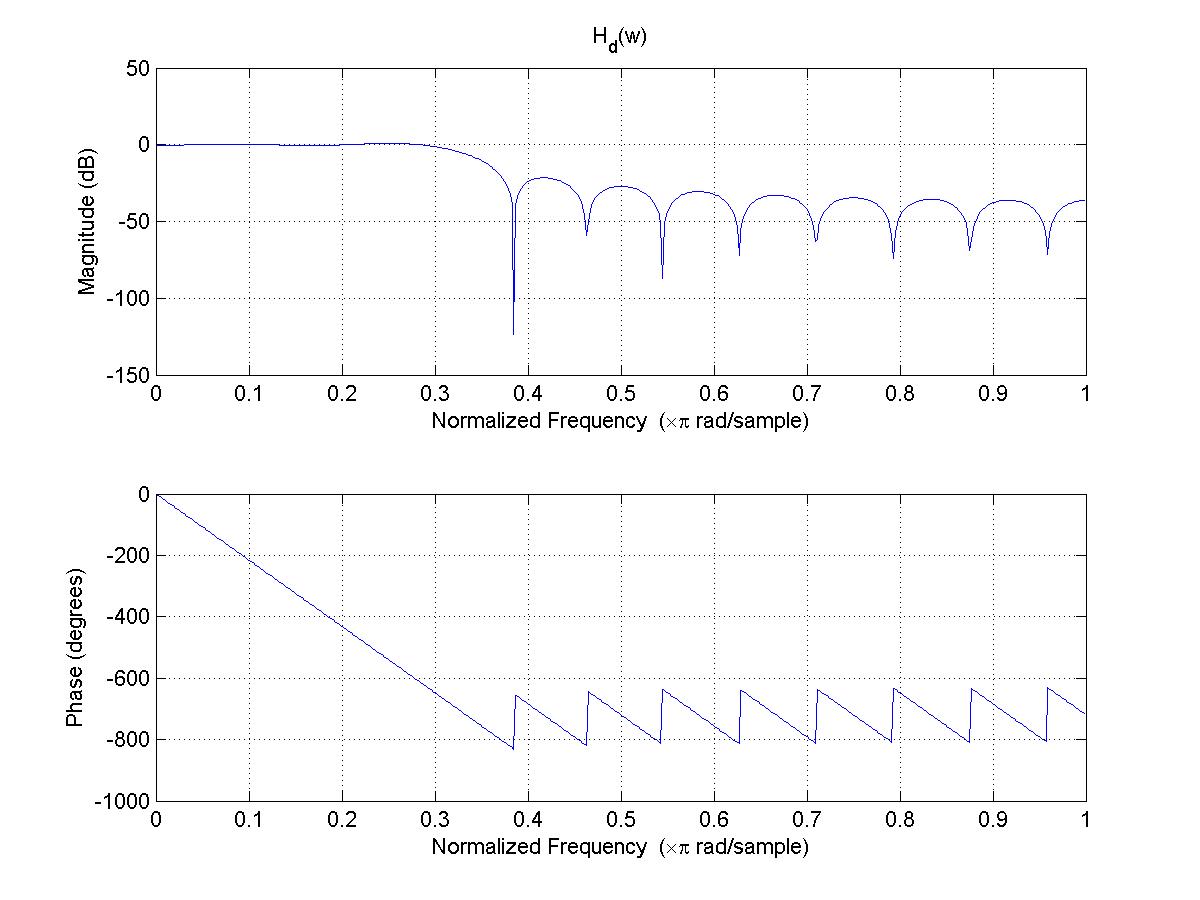 H_d(w)
50
0
-50
-100
-150
Magnitude (dB)
0 0.1 0.2 0.3 0.4 0.5 0.6 0.7 0.8 0.9 1
Normalized Frequency (×π rad/sample)
0
-200
-400
-600
-800
-1000
Phase (degrees)
0 0.1 0.2 0.3 0.4 0.5 0.6 0.7 0.8 0.9 1
Normalized Frequency (×π rad/sample)